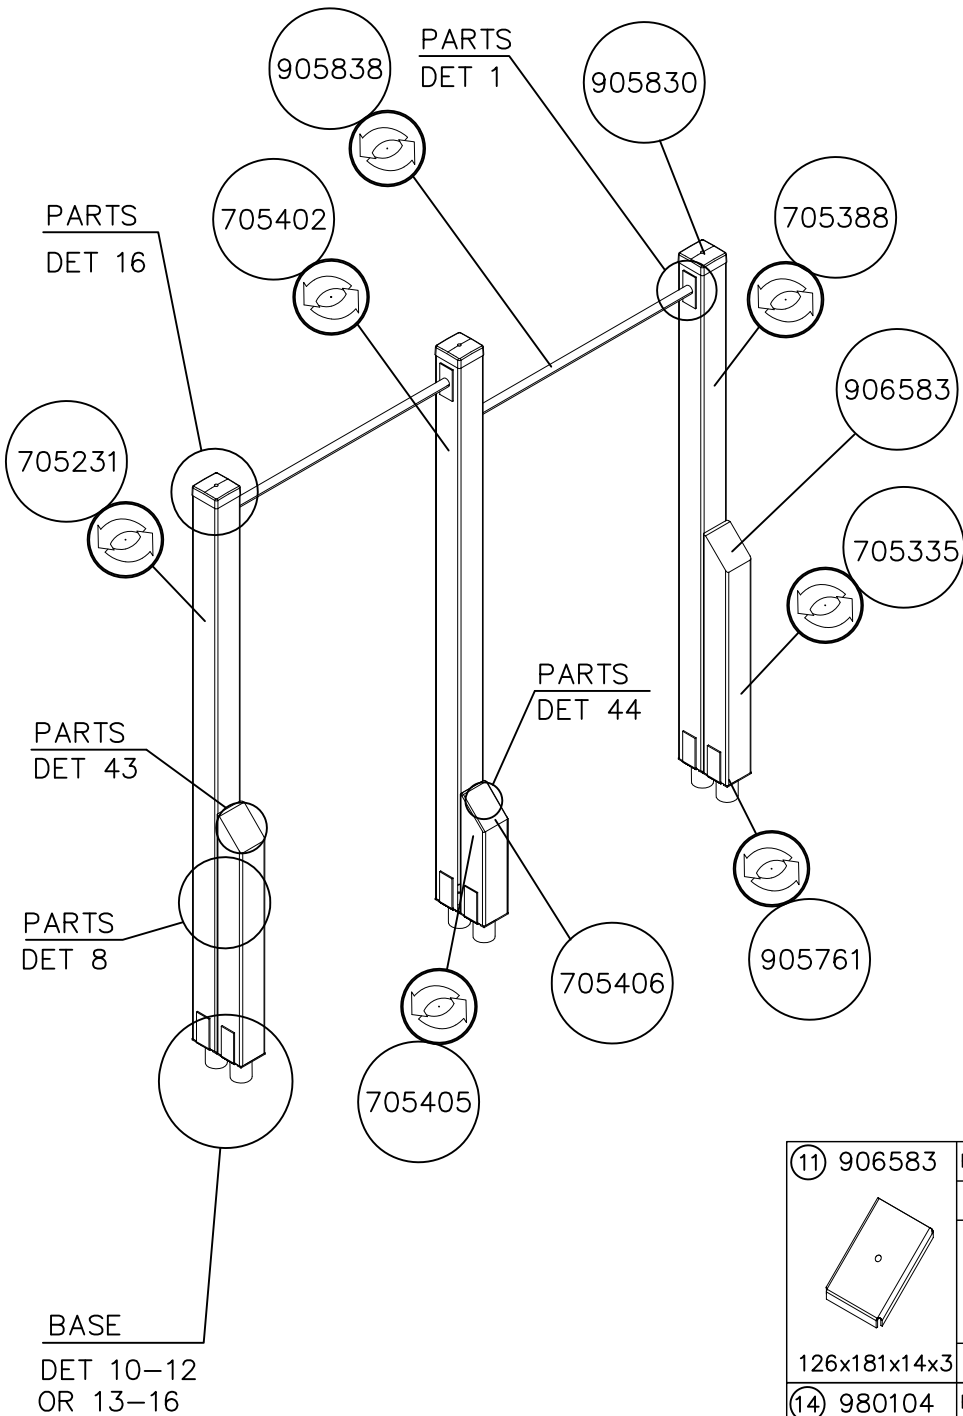 905838
PARTS
DET 1
905830
705402
705388
PARTS
DET 16
906583
705231
705335
PARTS
DET 44
PARTS
DET 43
PARTS
DET 8
705406
905761
705405
11 906583
126x181x14x3
BASE
DET 10-12
OR 13-16
14 980104